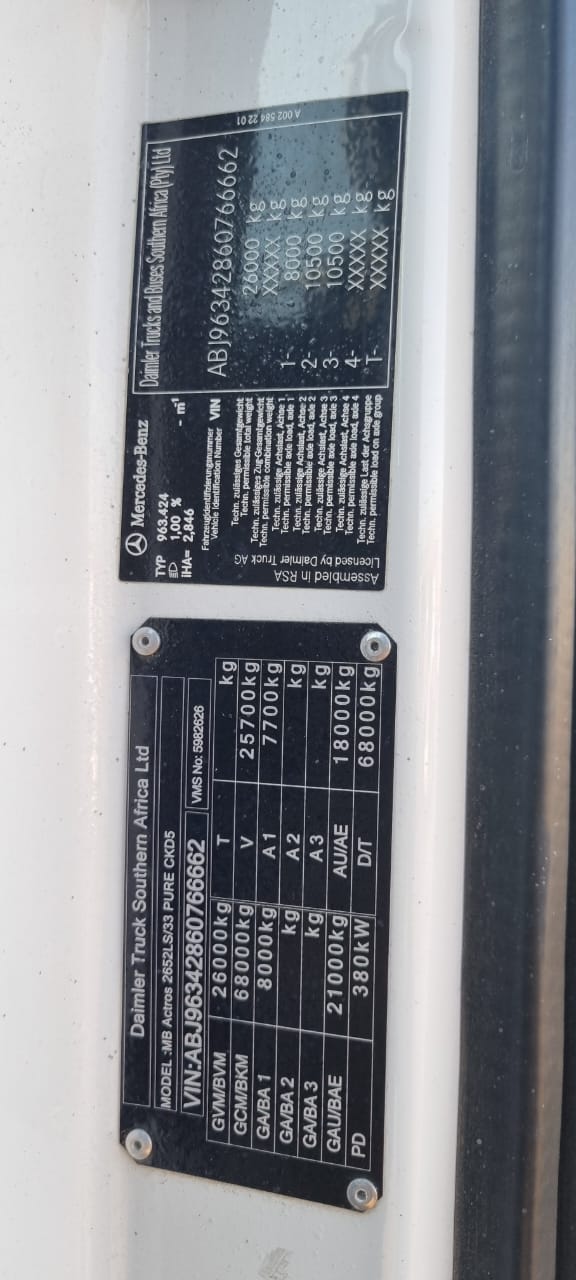 Daimler Truck Southern Africa Ltd
MODEL :MB Actros 2652LS/33 PURE CKD5
VIN:ABJ96342860766662 VMS No: 5982626
GVM/BVM 26000kg T kg
GCM/BKM 68000kg V 25700kg
GA/BA 1 8000kg A1 7700kg
GA/BA 2 kg A2 kg
GA/BA 3 kg A3 kg
GAU/BAE 21000kg AU/AE 18000kg
PD 380kW D/T 68000kg
Mercedes-Benz
Daimler Trucks and Buses Southern Africa (Pty) Ltd
TYP 963.424
1,00 % - m⁻¹
iHA= 2,846
Fahrzeugidentifizierungsnummer
Vehicle Identification Number VIN ABJ96342860766662
Techn. zulässiges Gesamtgewicht
Techn. permissible total weight 26000 kg
Techn. zulässiges Zug-Gesamtgewicht
Techn. permissible combination weight XXXXX kg
Techn. zulässige Achslast, Achse 1
Techn. permissible axle load, axle 1 1- 8000 kg
Techn. zulässige Achslast, Achse 2
Techn. permissible axle load, axle 2 2- 10500 kg
Techn. zulässige Achslast, Achse 3
Techn. permissible axle load, axle 3 3- 10500 kg
Techn. zulässige Achslast, Achse 4
Techn. permissible axle load, axle 4 4- XXXXX kg
Techn. zulässige Last der Achsgruppe
Techn. permissible load on axle group T- XXXXX kg
Assembled in RSA
Licensed by Daimler Truck AG
A 002 584 22 01